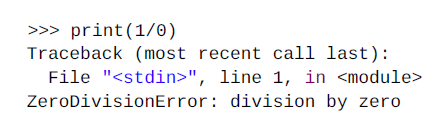 >>> print(1/0)
Traceback (most recent call last):
  File "<stdin>", line 1, in <module>
ZeroDivisionError: division by zero